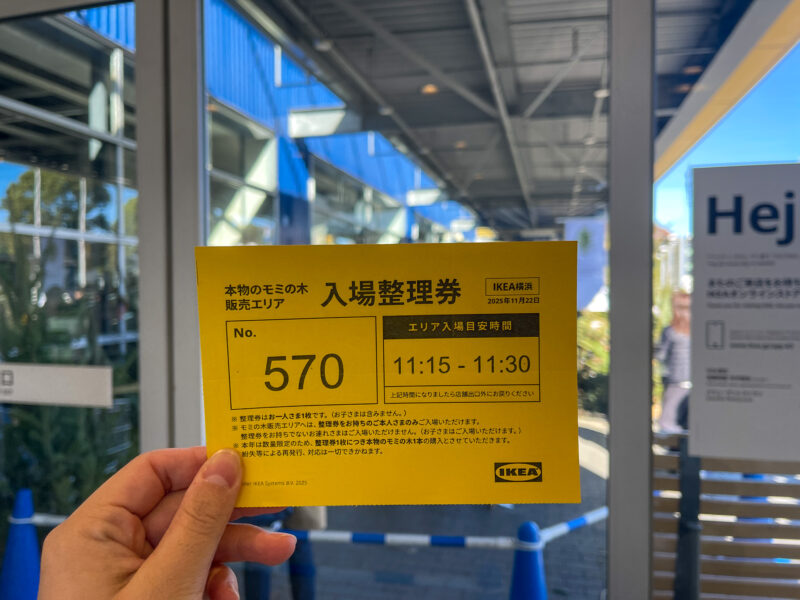 本物のモミの木
販売エリア
入場整理券
IKEA横浜
2025年11月22日
No.
570
エリア入場目安時間
11:15 - 11:30
上記時間になりましたら店舗出口外にお戻りください
※ 整理券はお一人さま1枚です。(お子さまは含みません。)
※ モミの木販売エリアへは、整理券をお持ちのご本人さまのみご入場いただけます。
整理券をお持ちでないお連れさまはご入場いただけません。(お子さまはご入場いただけます。)
※ 本年は数量限定のため、整理券1枚につき本物のモミの木1本の購入とさせていただきます。
紛失等による再発行、対応は一切できかねます。
IKEA Systems B.V. 2025
IKEA
Hej
口